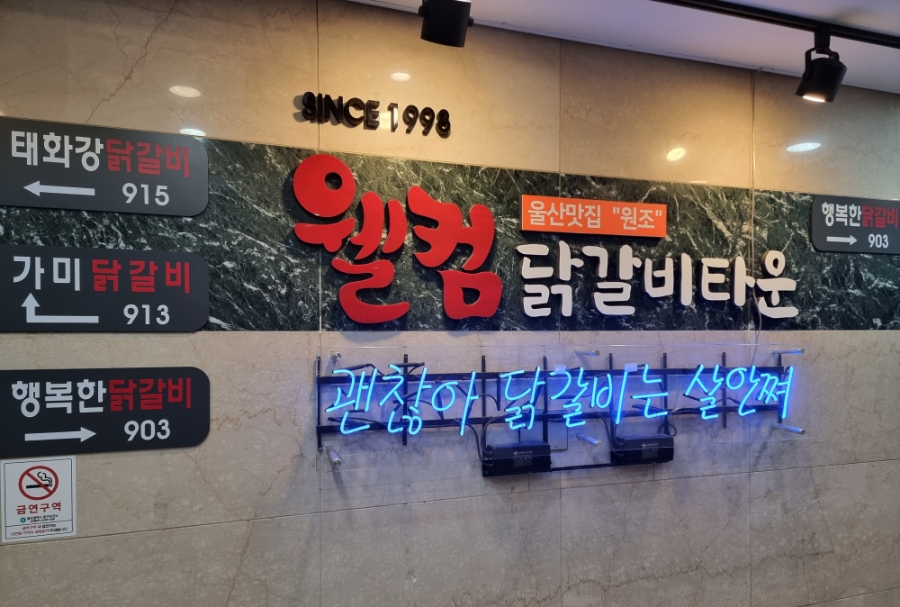 SINCE 1998
태화강닭갈비
915
웰컴
울산맛집 "원조"
닭갈비타운
행복한닭갈비
903
가미 닭갈비
913
괜찮아 닭갈비는 살안쪄
행복한닭갈비
903
금연구역